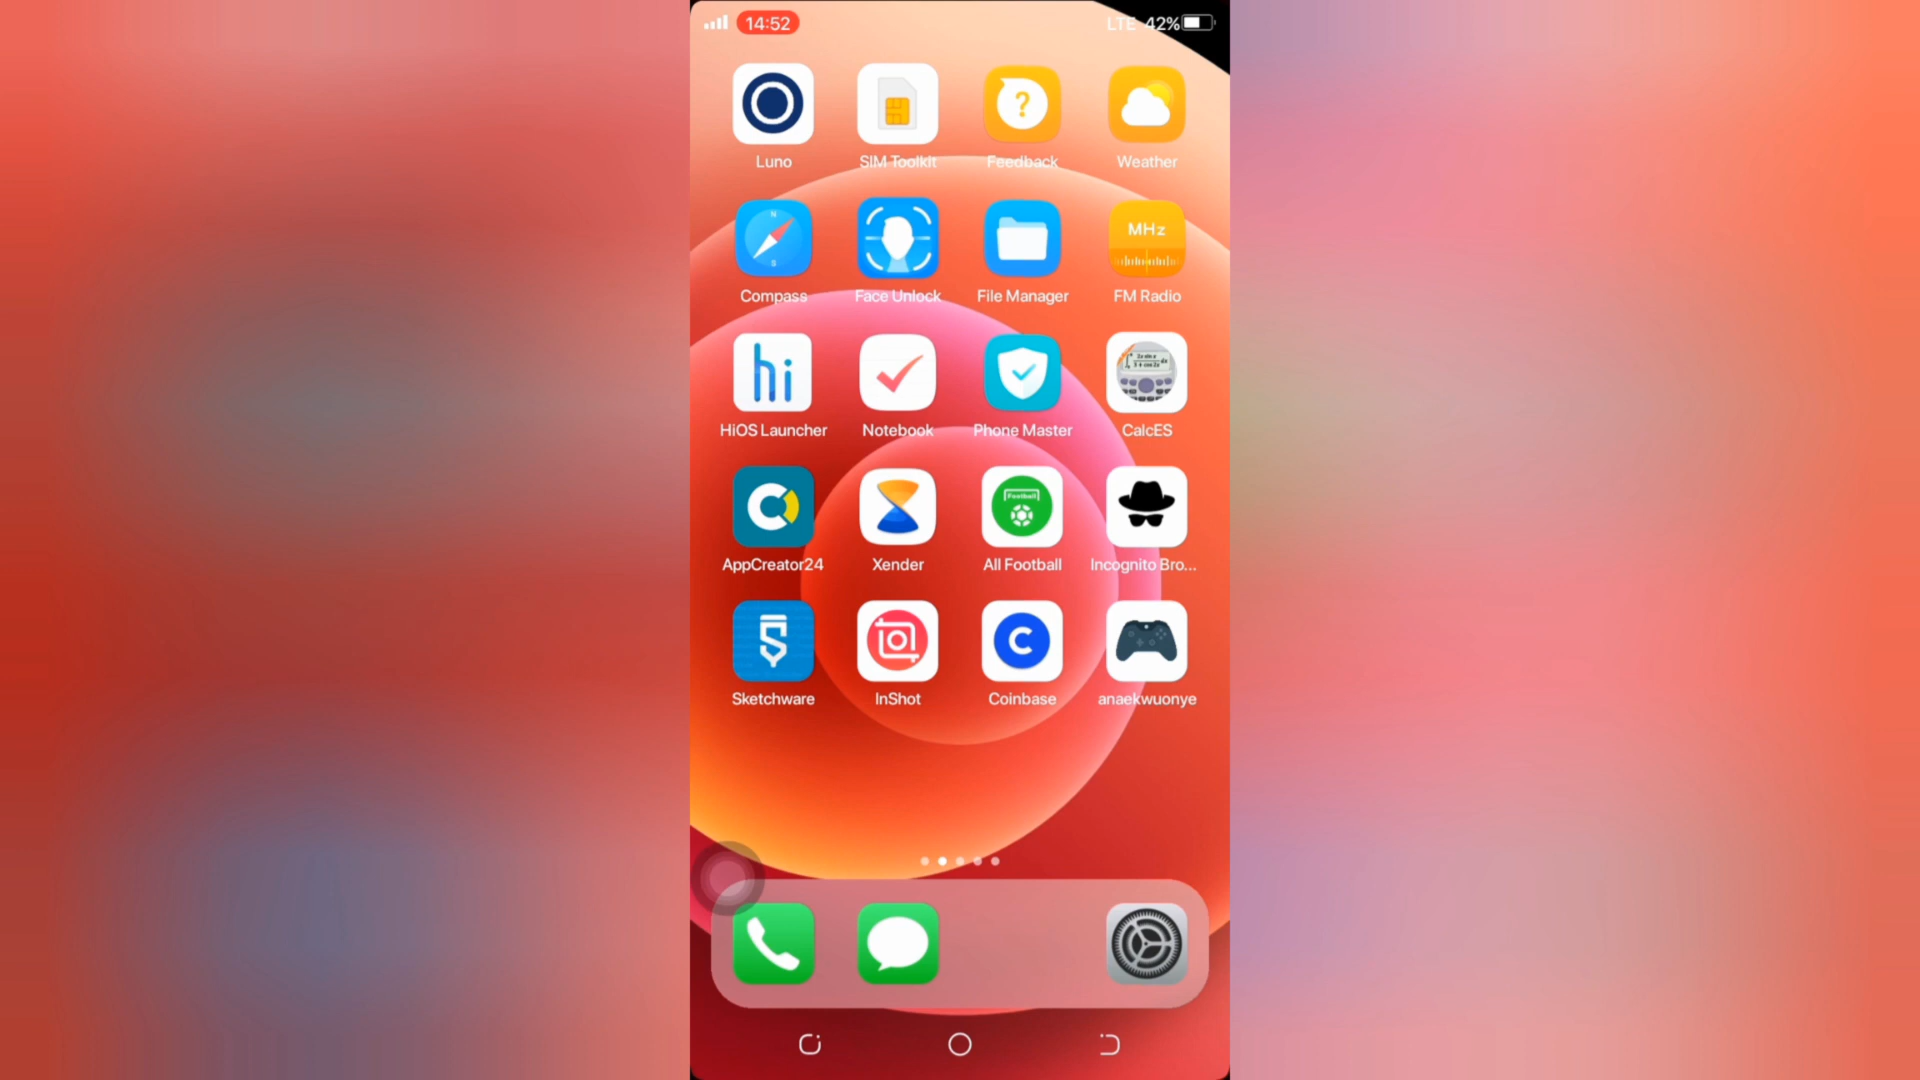 14:52 LTE 42%
Luno SIM Toolkit Feedback Weather
N
S
MHz
Compass Face Unlock File Manager FM Radio
hi
HiOS Launcher Notebook Phone Master CalcES
Football
AppCreator24 Xender All Football Incognito Bro...
Sketchware InShot Coinbase anaekwuonye